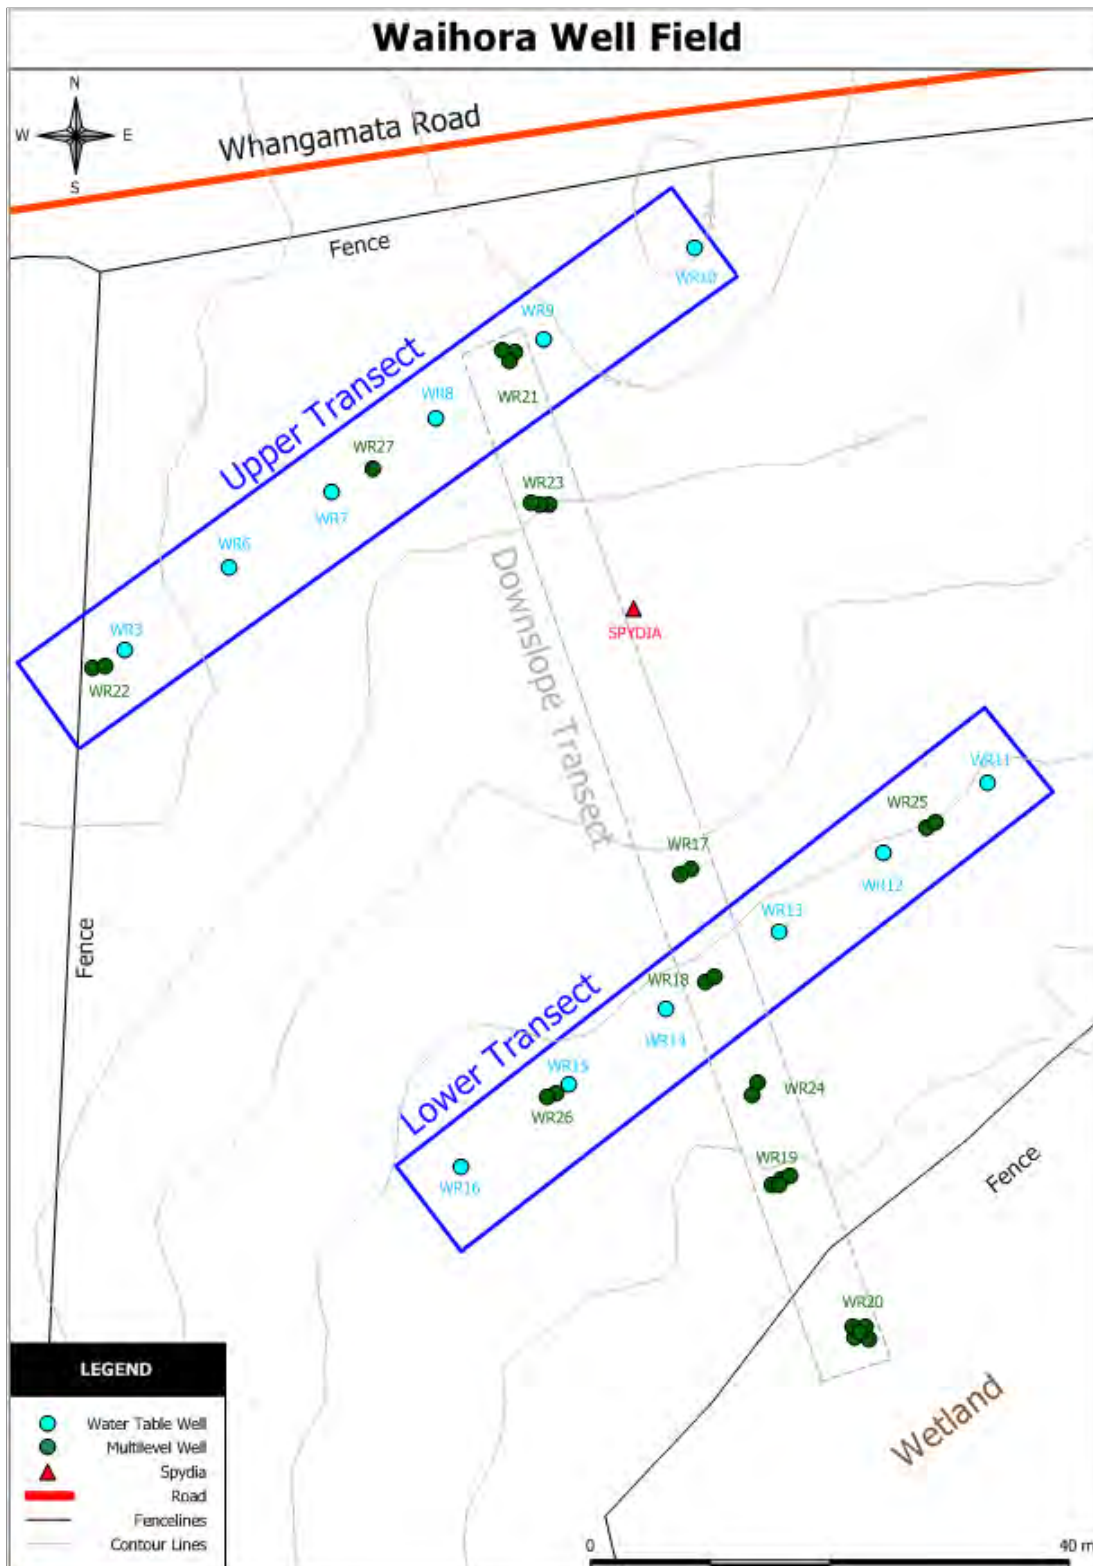 Waihora Well Field
N
W
E
S
Whangamata Road
Fence
WR10
WR9
Upper Transect
WR21
WR8
WR27
WR23
WR7
WR6
Downslope Transect
SPYDIA
WR3
WR22
WR11
WR25
WR17
WR12
WR13
Fence
WR18
Lower Transect
WR14
WR15
WR24
WR26
WR19
Fence
WR16
WR20
Wetland
LEGEND
Water Table Well
Multilevel Well
Spydia
Road
Fencelines
Contour Lines
0
40 m